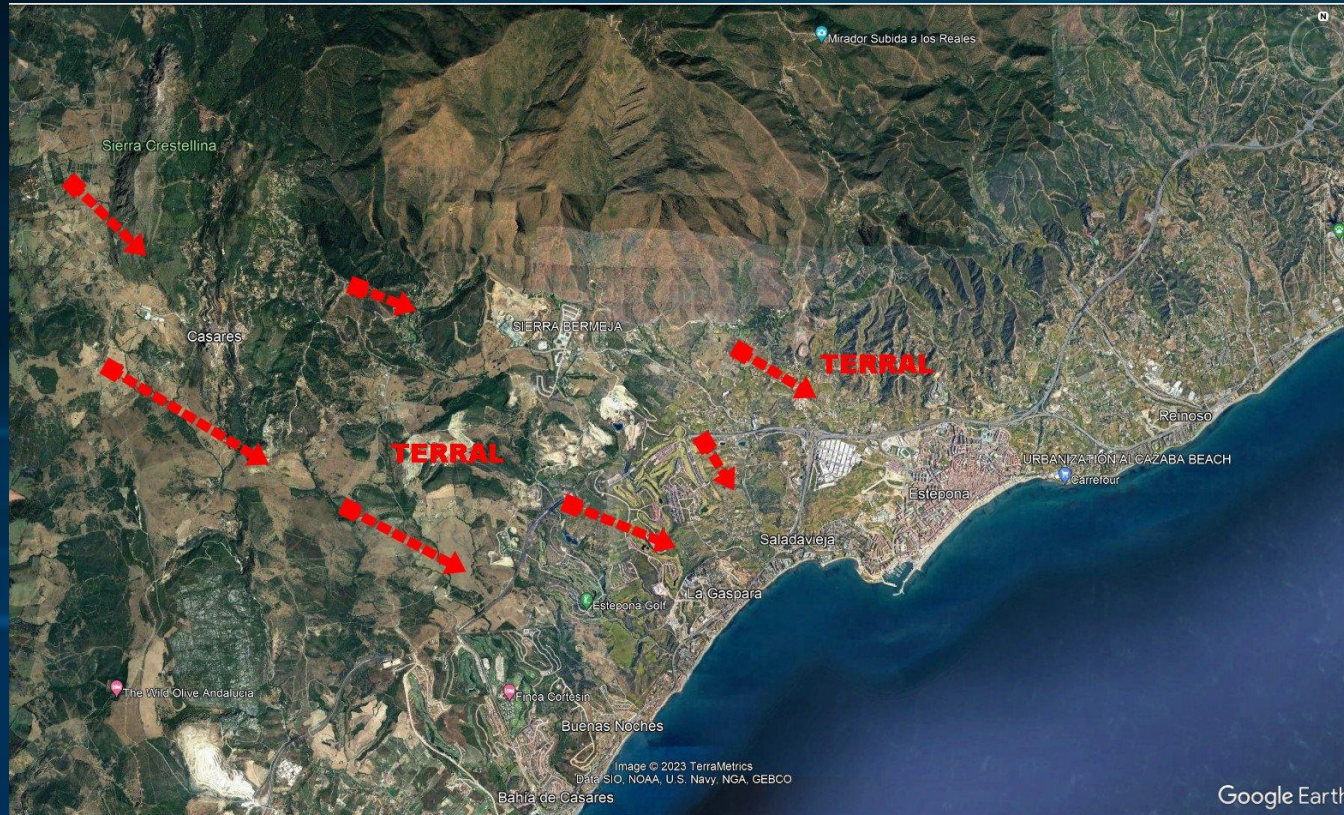 N
Mirador Subida a los Reales
Sierra Crestellina
SIERRA BERMEJA
Casares
TERRAL
Reinoso
TERRAL
URBANIZATION ALCAZABA BEACH
Carrefour
Estepona
Saladavieja
La Gaspara
Estepona Golf
The Wild Olive Andalucia
Finca Cortesin
Buenas Noches
Image © 2023 TerraMetrics
Data SIO, NOAA, U.S. Navy, NGA, GEBCO
Bahía de Casares
Google Earth